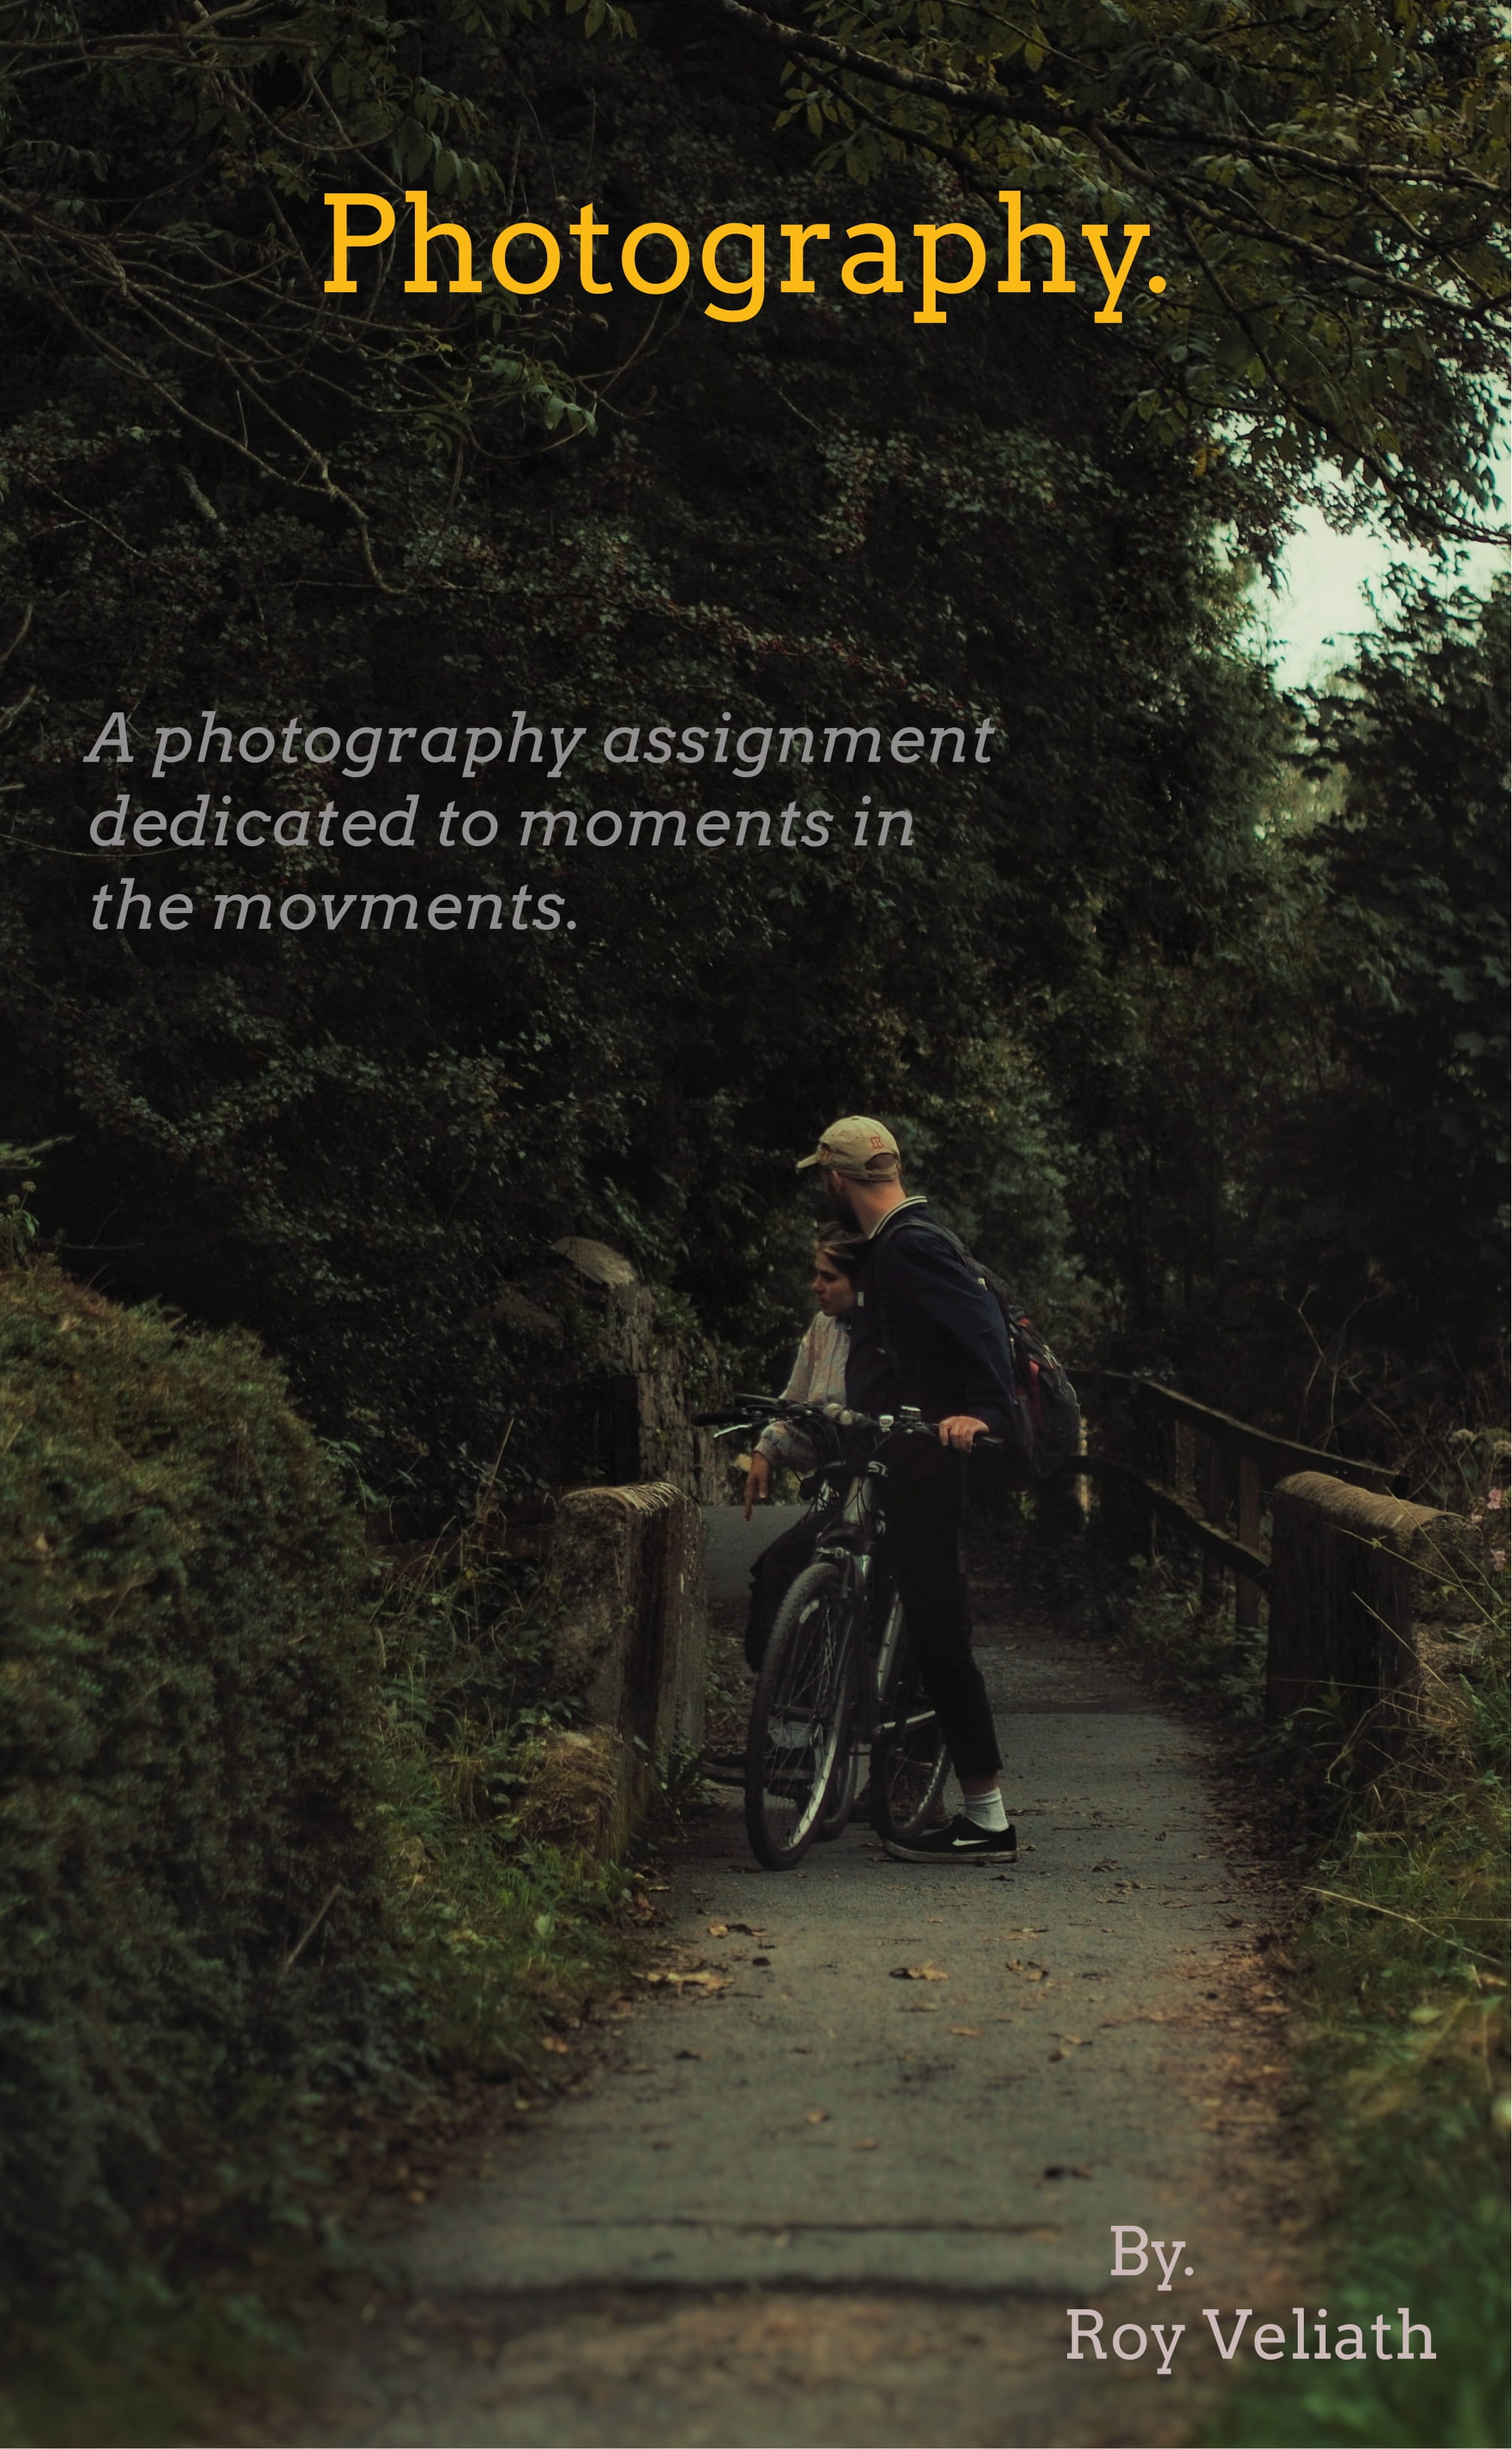 Photography.
A photography assignment
dedicated to moments in
the movments.
By.
Roy Veliath